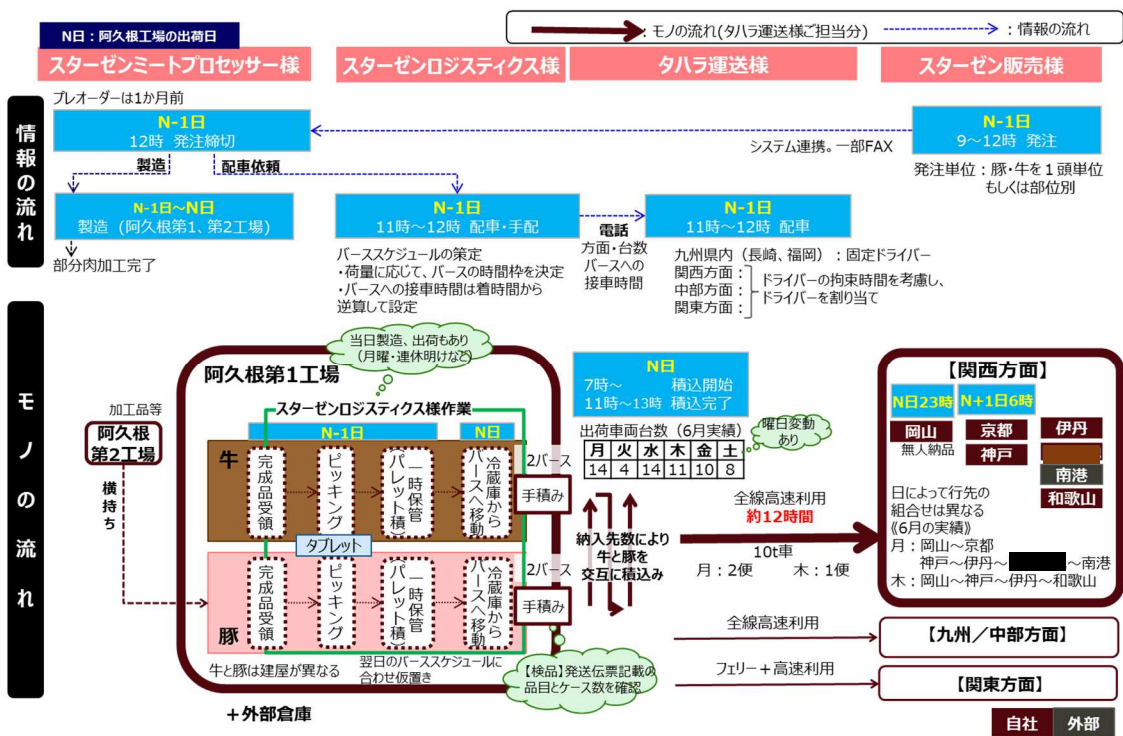 N日：阿久根工場の出荷日
：モノの流れ(タハラ運送様ご担当分)
：情報の流れ
スターゼンミートプロセッサー様
スターゼンロジスティクス様
タハラ運送様
スターゼン販売様
情報の流れ
プレオーダーは1か月前
N-1日
12時 発注締切
システム連携。一部FAX
N-1日
9～12時 発注
発注単位：豚・牛を１頭単位
もしくは部位別
製造
配車依頼
N-1日～N日
製造 (阿久根第1、第2工場)
部分肉加工完了
N-1日
11時～12時 配車・手配
バーススケジュールの策定
・荷量に応じて、バースの時間枠を決定
・バースへの接車時間は着時間から
逆算して設定
電話
方面・台数
バースへの
接車時間
N-1日
11時～12時 配車
九州県内（長崎、福岡）：固定ドライバー
関西方面：
中部方面：
関東方面：
ドライバーの拘束時間を考慮し、
ドライバーを割り当て
モノの流れ
当日製造、出荷もあり
（月曜・連休明けなど）
阿久根第1工場
スターゼンロジスティクス様作業
N-1日
N日
加工品等
阿久根
第2工場
横持ち
牛
完成品受領
ピッキング
一時保管
（パレット積）
冷蔵庫から
バースへ移動
2バース
手積み
タブレット
豚
完成品受領
ピッキング
一時保管
（パレット積）
冷蔵庫から
バースへ移動
2バース
手積み
牛と豚は建屋が異なる
翌日のバーススケジュールに
合わせ仮置き
＋外部倉庫
【検品】発送伝票記載の
品目とケース数を確認
N日
7時～ 積込開始
11時～13時 積込完了
出荷車両台数（6月実績）
曜日変動
あり
月 火 水 木 金 土
14 4 14 11 10 8
納入先数により
牛と豚を
交互に積込み
全線高速利用
約12時間
10t車
月：2便 木：1便
【関西方面】
N日23時
N+1日6時
岡山
無人納品
京都
神戸
伊丹
南港
和歌山
日によって行先の
組合せは異なる
《6月の実績》
月：岡山～京都
神戸～伊丹～ ～南港
木：岡山～神戸～伊丹～和歌山
全線高速利用
【九州／中部方面】
フェリー＋高速利用
【関東方面】
自社
外部